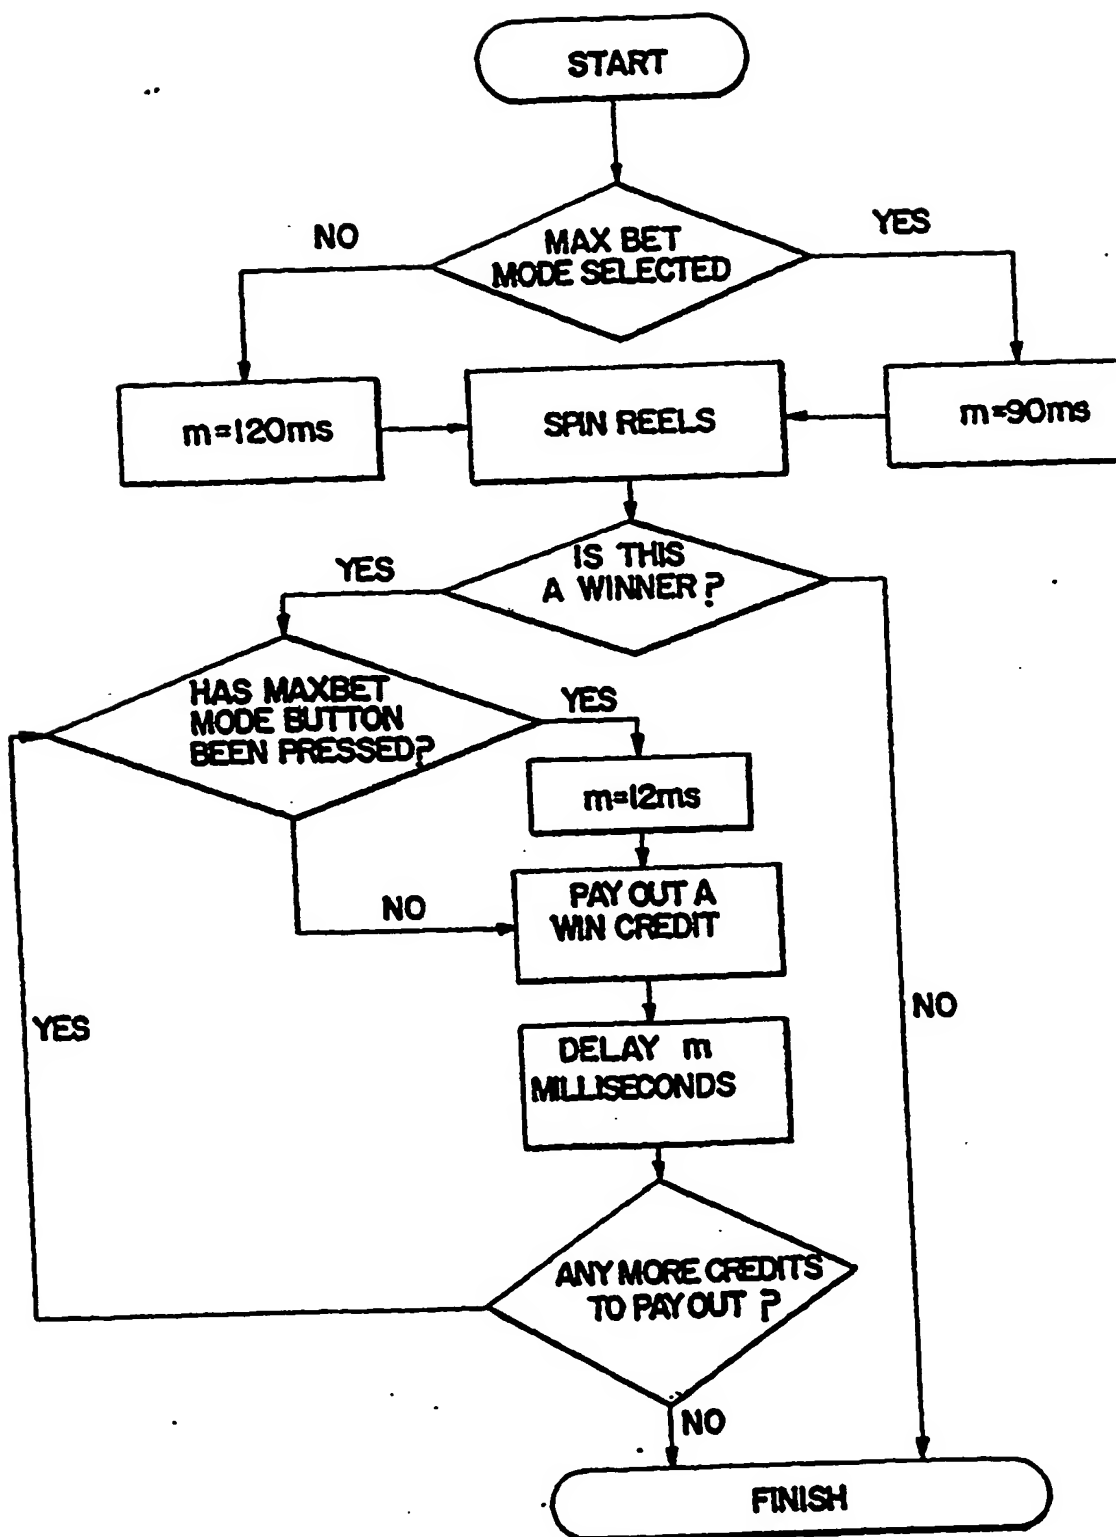 START
NO
YES
MAX BET
MODE SELECTED
m=120ms
SPIN REELS
m=90ms
YES
IS THIS
A WINNER?
HAS MAXBET
MODE BUTTON
BEEN PRESSED?
YES
m=12ms
NO
PAY OUT A
WIN CREDIT
YES
NO
DELAY m
MILLISECONDS
ANY MORE CREDITS
TO PAY OUT ?
NO
FINISH